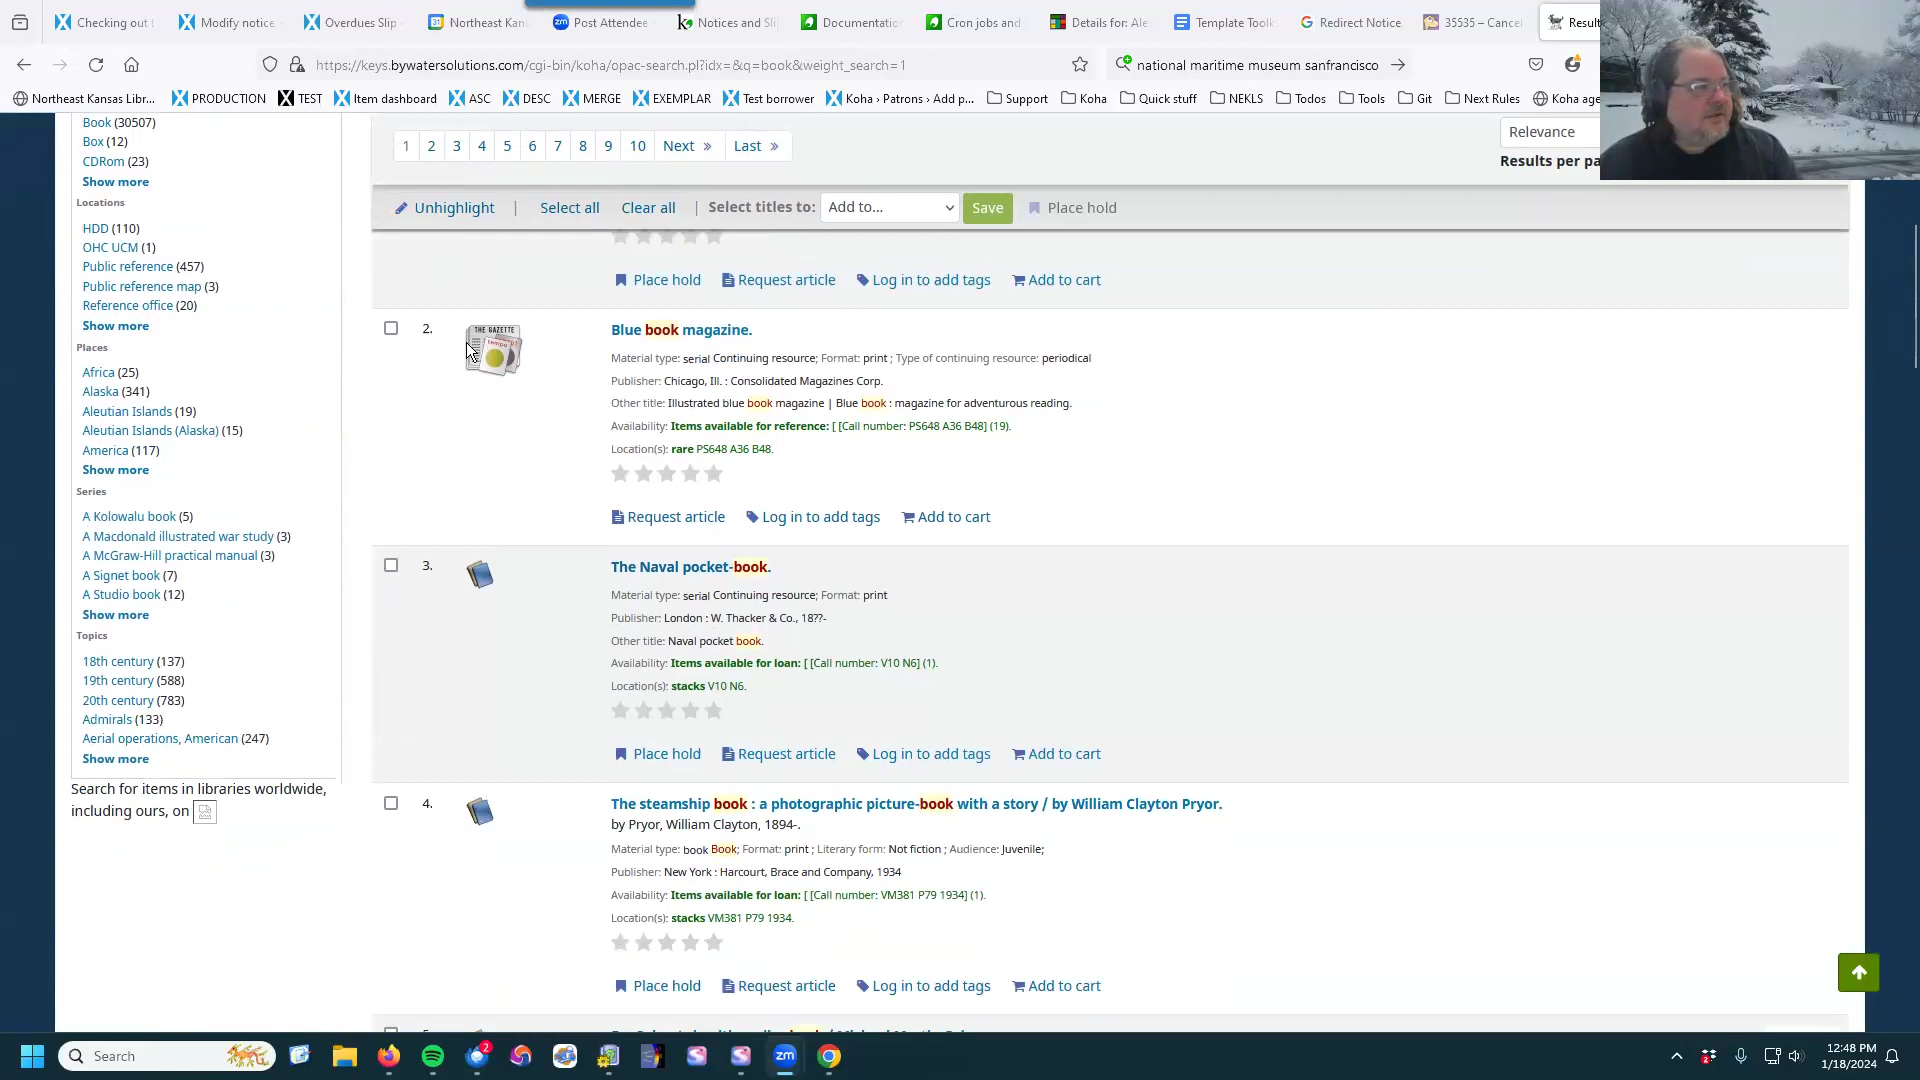 Checking out
Modify notice
Overdues Slip
Northeast Kans
Post Attendee
Notices and Sli
Documentation
Cron jobs and
Details for: Ale
Template Toolk
Redirect Notice
35535 – Cancel
Result
https://keys.bywatersolutions.com/cgi-bin/koha/opac-search.pl?idx=&q=book&weight_search=1
national maritime museum sanfrancisco
Northeast Kansas Libr...
PRODUCTION
TEST
Item dashboard
ASC
DESC
MERGE
EXEMPLAR
Test borrower
Koha › Patrons › Add p...
Support
Koha
Quick stuff
NEKLS
Todos
Tools
Git
Next Rules
Koha age
Book (30507)
Box (12)
CDRom (23)
Show more
Locations
HDD (110)
OHC UCM (1)
Public reference (457)
Public reference map (3)
Reference office (20)
Show more
Places
Africa (25)
Alaska (341)
Aleutian Islands (19)
Aleutian Islands (Alaska) (15)
America (117)
Show more
Series
A Kolowalu book (5)
A Macdonald illustrated war study (3)
A McGraw-Hill practical manual (3)
A Signet book (7)
A Studio book (12)
Show more
Topics
18th century (137)
19th century (588)
20th century (783)
Admirals (133)
Aerial operations, American (247)
Show more
Search for items in libraries worldwide,
including ours, on
1 2 3 4 5 6 7 8 9 10 Next » Last »
Relevance
Results per pa
Unhighlight | Select all Clear all | Select titles to: Add to... Save Place hold
Place hold Request article Log in to add tags Add to cart
2.
THE GAZETTE
tempo
Blue book magazine.
Material type: serial Continuing resource; Format: print ; Type of continuing resource: periodical
Publisher: Chicago, Ill. : Consolidated Magazines Corp.
Other title: Illustrated blue book magazine | Blue book : magazine for adventurous reading.
Availability: Items available for reference: [ [Call number: PS648 A36 B48] (19).
Location(s): rare PS648 A36 B48.
Request article Log in to add tags Add to cart
3.
The Naval pocket-book.
Material type: serial Continuing resource; Format: print
Publisher: London : W. Thacker & Co., 18??-
Other title: Naval pocket book.
Availability: Items available for loan: [ [Call number: V10 N6] (1).
Location(s): stacks V10 N6.
Place hold Request article Log in to add tags Add to cart
4.
The steamship book : a photographic picture-book with a story / by William Clayton Pryor.
by Pryor, William Clayton, 1894-.
Material type: book Book; Format: print ; Literary form: Not fiction ; Audience: Juvenile;
Publisher: New York : Harcourt, Brace and Company, 1934
Availability: Items available for loan: [ [Call number: VM381 P79 1934] (1).
Location(s): stacks VM381 P79 1934.
Place hold Request article Log in to add tags Add to cart
Search
2
zm
12:48 PM
1/18/2024